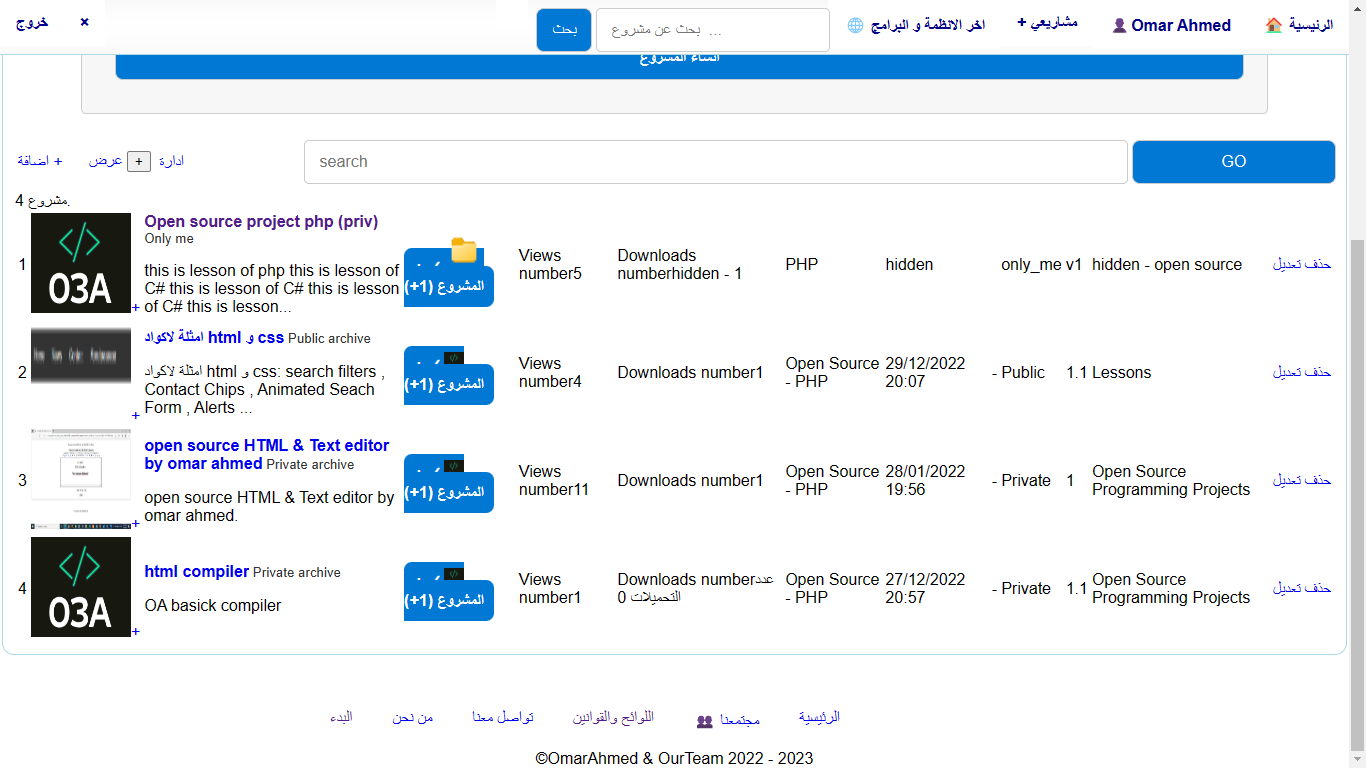 الرئيسية 🏠
Omar Ahmed
مشاريعي +
اخر الانظمة و البرامج
بحث عن مشروع ...
بحث
×
خروج
انشاء المشروع
+ اضافة
عرض +
ادارة
search
GO
4 مشروع.
1
O3A
+
Open source project php (priv)
Only me
this is lesson of php this is lesson of
C# this is lesson of C# this is lesson
of C# this is lesson...
المشروع (1+)
Views
number5
Downloads
numberhidden - 1
PHP
hidden
only_me v1
hidden - open source
حذف تعديل
2
+
امثلة لاكواد html و css Public archive
امثلة لاكواد html و css: search filters ,
Contact Chips , Animated Seach
Form , Alerts ...
المشروع (1+)
Views
number4
Downloads number1
Open Source
- PHP
29/12/2022
20:07
- Public
1.1
Lessons
حذف تعديل
3
+
open source HTML & Text editor
by omar ahmed Private archive
open source HTML & Text editor by
omar ahmed.
المشروع (1+)
Views
number11
Downloads number1
Open Source
- PHP
28/01/2022
19:56
- Private
1
Open Source
Programming Projects
حذف تعديل
4
O3A
+
html compiler Private archive
OA basick compiler
المشروع (1+)
Views
number1
Downloads numberعدد
التحميلات 0
Open Source
- PHP
27/12/2022
20:57
- Private
1.1
Open Source
Programming Projects
حذف تعديل
الرئيسية
مجتمعنا
اللوائح والقوانين
تواصل معنا
من نحن
البدء
©OmarAhmed & OurTeam 2022 - 2023